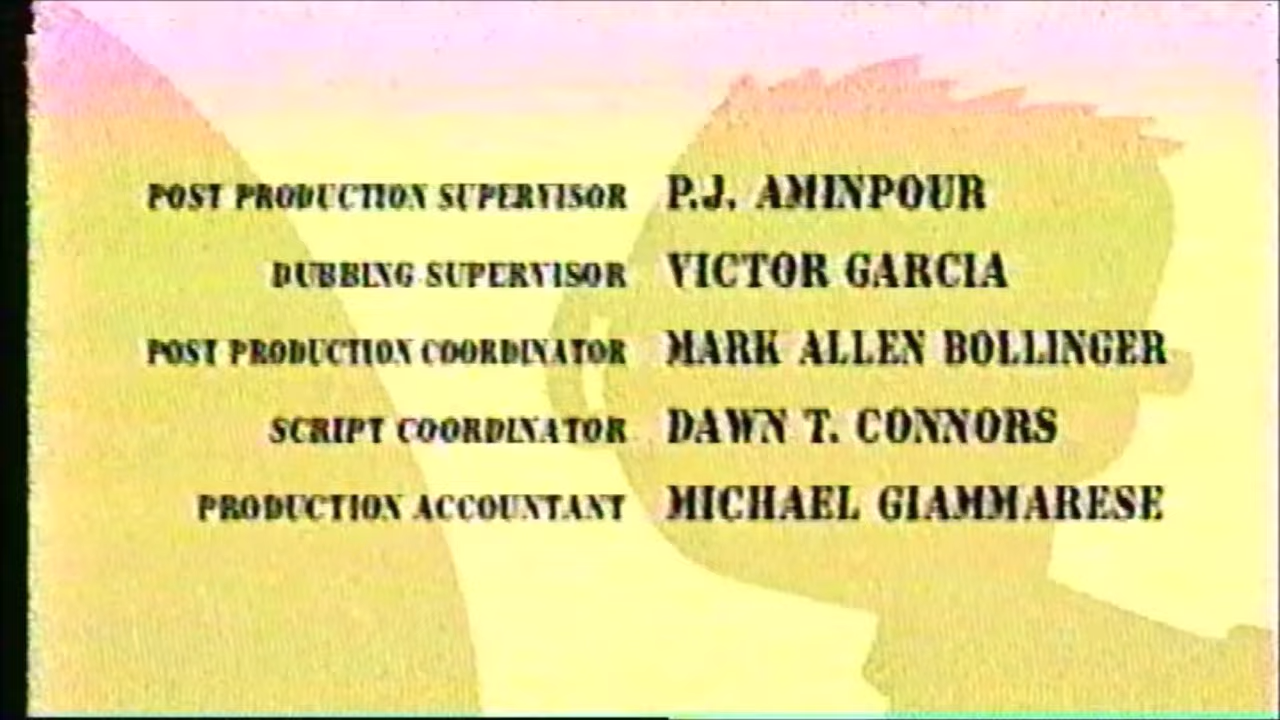 POST PRODUCTION SUPERVISOR P.J. AMINPOUR
DUBBING SUPERVISOR VICTOR GARCIA
POST PRODUCTION COORDINATOR MARK ALLEN BOLLINGER
SCRIPT COORDINATOR DAWN T. CONNORS
PRODUCTION ACCOUNTANT MICHAEL GIAMMARESE